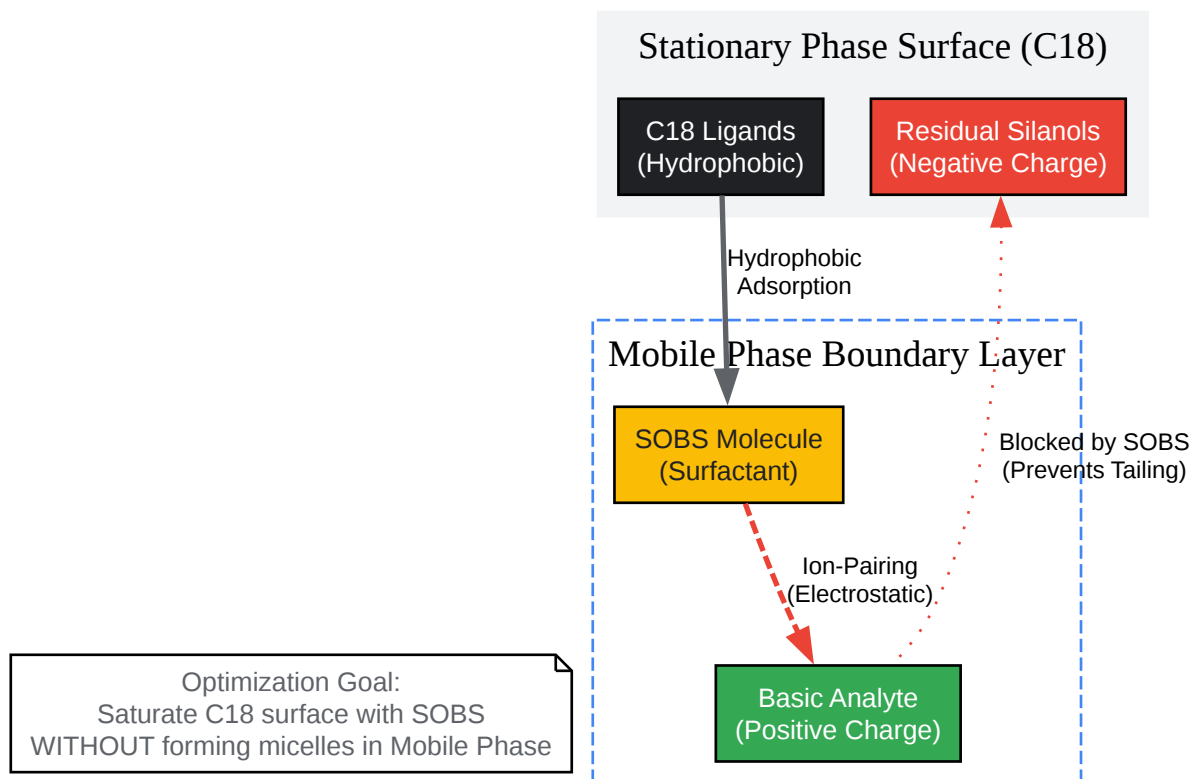 Stationary Phase Surface (C18)
C18 Ligands
(Hydrophobic)
Residual Silanols
(Negative Charge)
Hydrophobic
Adsorption
Mobile Phase Boundary Layer
SOBS Molecule
(Surfactant)
Blocked by SOBS
(Prevents Tailing)
Ion-Pairing
(Electrostatic)
Basic Analyte
(Positive Charge)
Optimization Goal:
Saturate C18 surface with SOBS
WITHOUT forming micelles in Mobile Phase